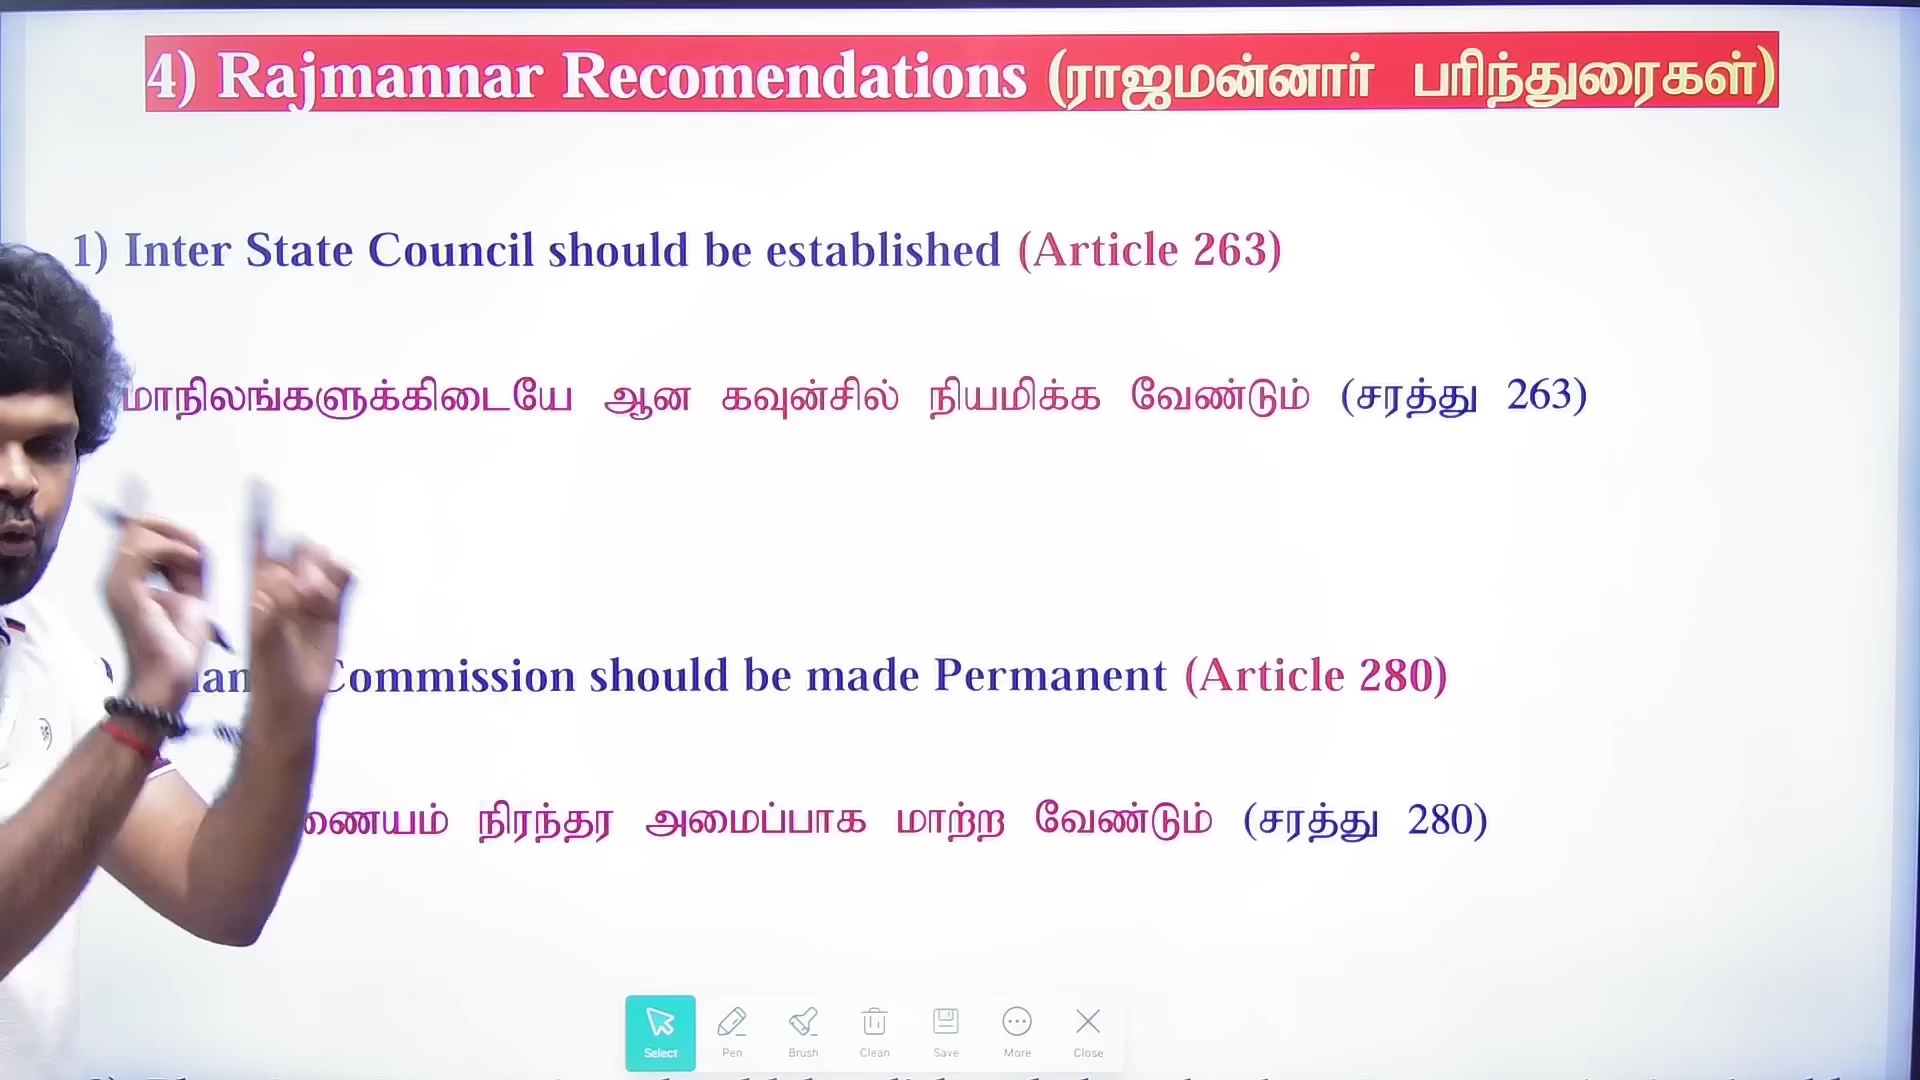 4) Rajmannar Recomendations (ராஜமன்னார் பரிந்துரைகள்)
1) Inter State Council should be established (Article 263)
மாநிலங்களுக்கிடையே ஆன கவுன்சில் நியமிக்க வேண்டும் (சரத்து 263)
Commission should be made Permanent (Article 280)
நிரந்தர அமைப்பாக மாற்ற வேண்டும் (சரத்து 280)
Select Pen Brush Clean Save More Close